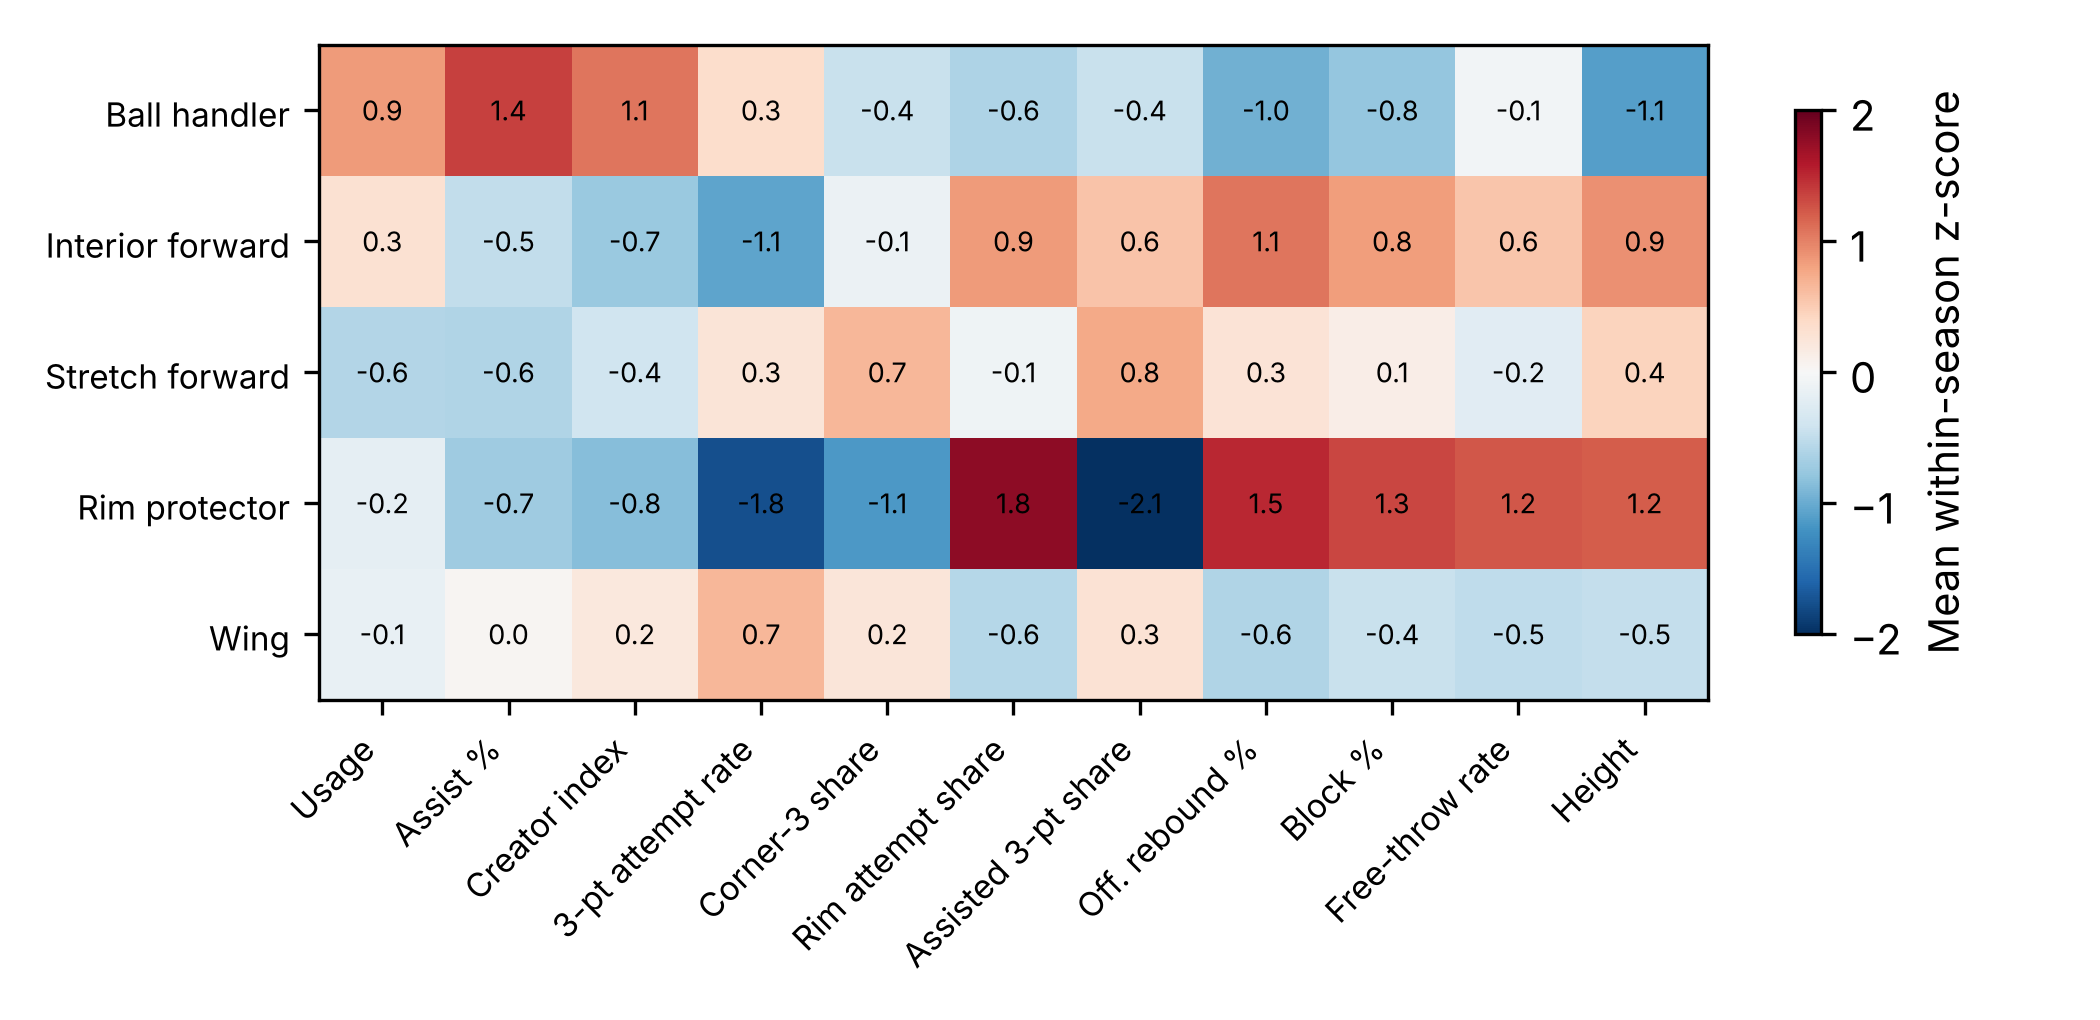 Ball handler 0.9 1.4 1.1 0.3 -0.4 -0.6 -0.4 -1.0 -0.8 -0.1 -1.1
Interior forward 0.3 -0.5 -0.7 -1.1 -0.1 0.9 0.6 1.1 0.8 0.6 0.9
Stretch forward -0.6 -0.6 -0.4 0.3 0.7 -0.1 0.8 0.3 0.1 -0.2 0.4
Rim protector -0.2 -0.7 -0.8 -1.8 -1.1 1.8 -2.1 1.5 1.3 1.2 1.2
Wing -0.1 0.0 0.2 0.7 0.2 -0.6 0.3 -0.6 -0.4 -0.5 -0.5
Usage
Assist %
Creator index
3-pt attempt rate
Corner-3 share
Rim attempt share
Assisted 3-pt share
Off. rebound %
Block %
Free-throw rate
Height
2
1
0
−1
−2
Mean within-season z-score